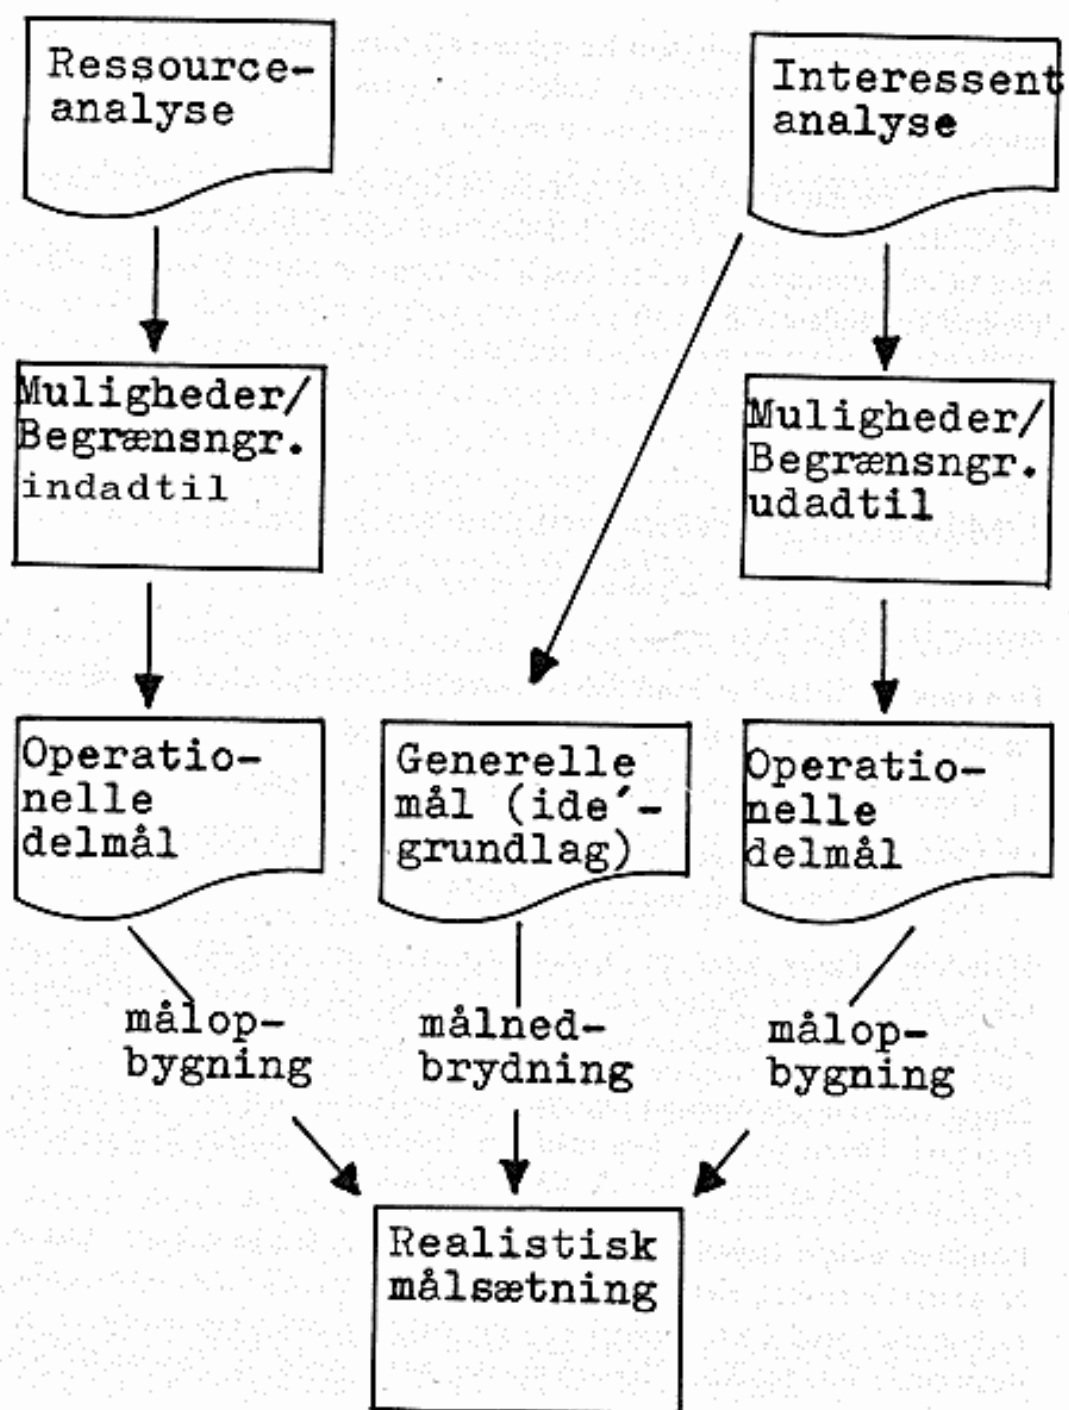 Ressource-
analyse
Interessent
analyse
Muligheder/
Begrænsngr.
indadtil
Muligheder/
Begrænsngr.
udadtil
Operatio-
nelle
delmål
Generelle
mål (ide´-
grundlag)
Operatio-
nelle
delmål
målop-
bygning
målned-
brydning
målop-
bygning
Realistisk
målsætning